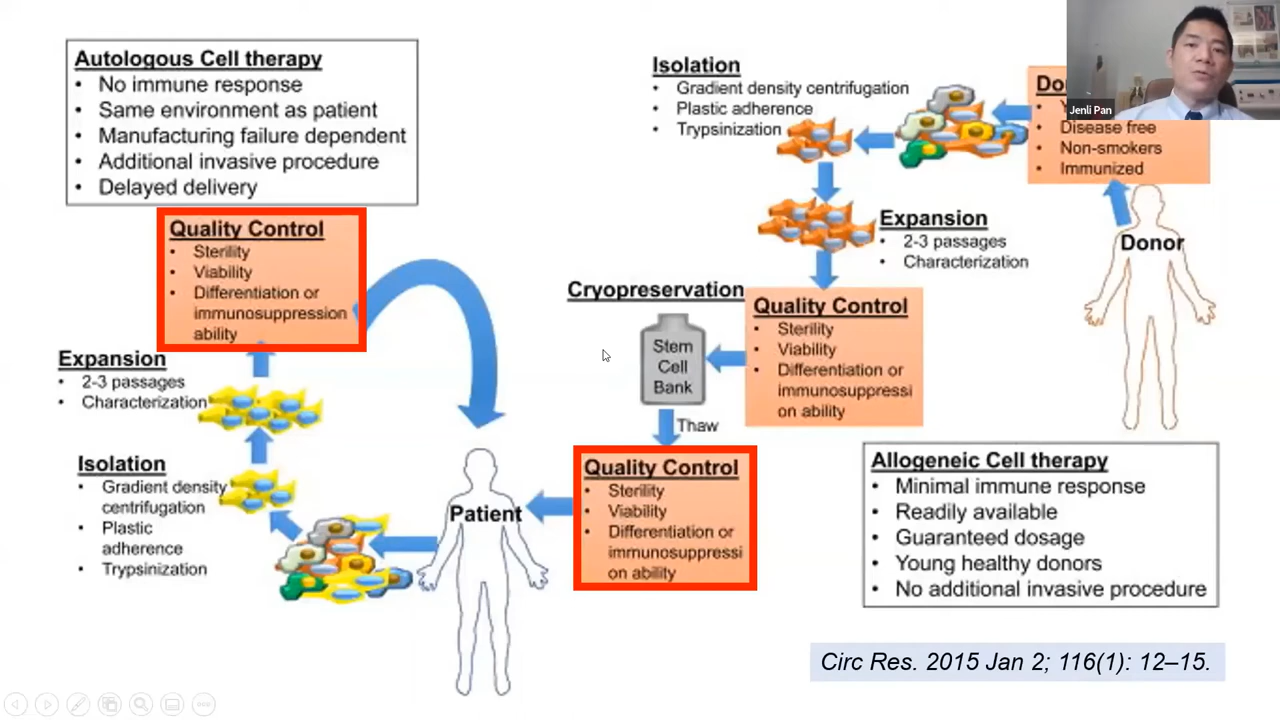 Autologous Cell therapy
• No immune response
• Same environment as patient
• Manufacturing failure dependent
• Additional invasive procedure
• Delayed delivery
Quality Control
• Sterility
• Viability
• Differentiation or
immunosuppression
ability
Expansion
• 2-3 passages
• Characterization
Isolation
• Gradient density
centrifugation
• Plastic
adherence
• Trypsinization
Patient
Isolation
• Gradient density centrifugation
• Plastic adherence
• Trypsinization
Jenli Pan
Disease free
• Non-smokers
• Immunized
Donor
Expansion
• 2-3 passages
• Characterization
Cryopreservation
Quality Control
• Sterility
• Viability
• Differentiation or
immunosuppressi
on ability
Stem
Cell
Bank
Thaw
Quality Control
• Sterility
• Viability
• Differentiation or
immunosuppressi
on ability
Allogeneic Cell therapy
• Minimal immune response
• Readily available
• Guaranteed dosage
• Young healthy donors
• No additional invasive procedure
Circ Res. 2015 Jan 2; 116(1): 12–15.